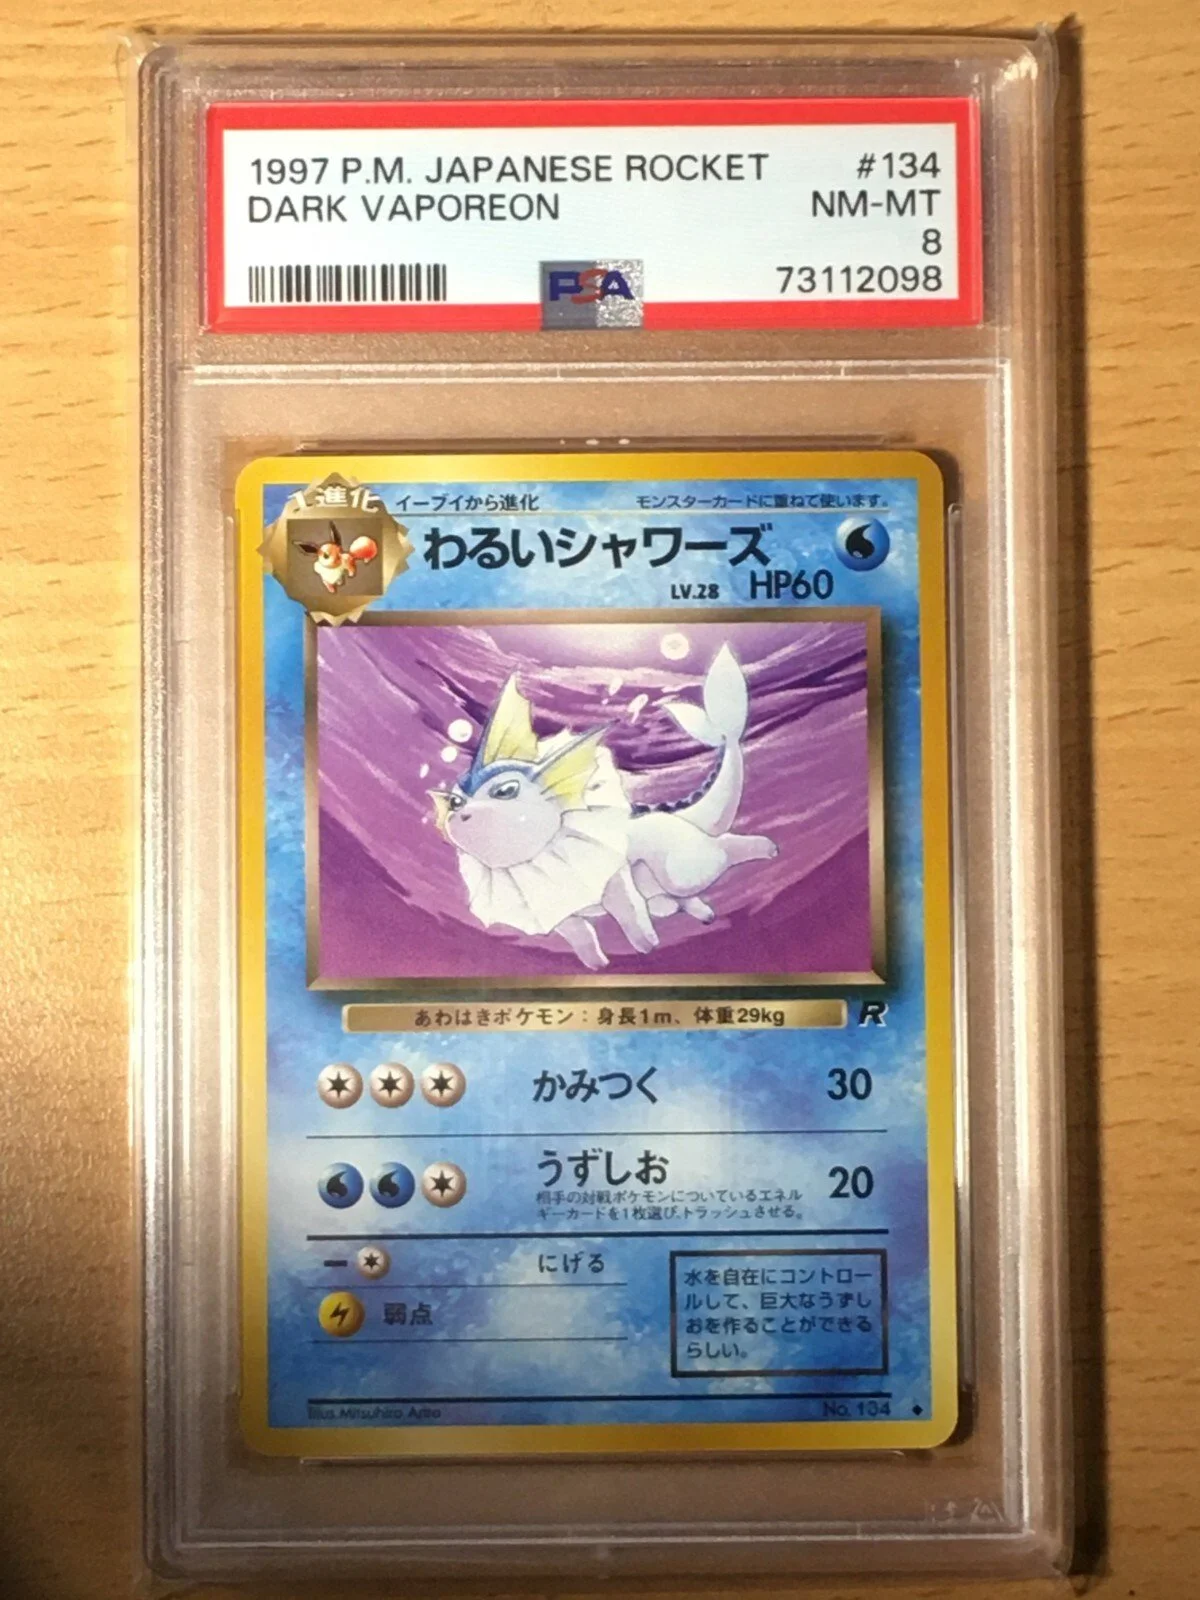 1997 P.M. JAPANESE ROCKET #134
DARK VAPOREON NM-MT
8
PSA 73112098
1進化 イーブイから進化 モンスターカードに重ねて使います。
わるいシャワーズ
LV.28 HP60
あわはきポケモン：身長1m、体重29kg R
かみつく 30
うずしお 20
相手の対戦ポケモンについているエネル
ギーカードを1枚選び、トラッシュさせる。
にげる
弱点
水を自在にコントロー
ルして、巨大なうずし
おを作ることができる
らしい。
Illus. Mitsuhiro Arita No. 134